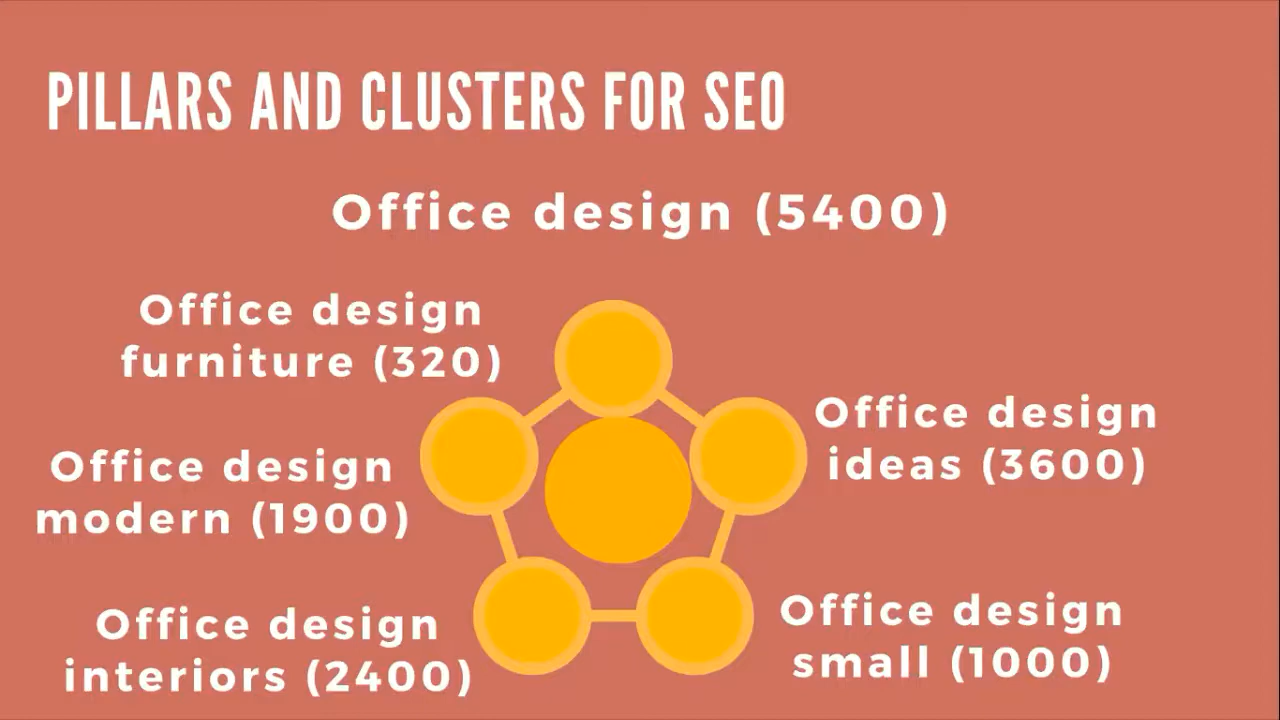 PILLARS AND CLUSTERS FOR SEO
Office design (5400)
Office design
furniture (320)
Office design
ideas (3600)
Office design
modern (1900)
Office design
interiors (2400)
Office design
small (1000)